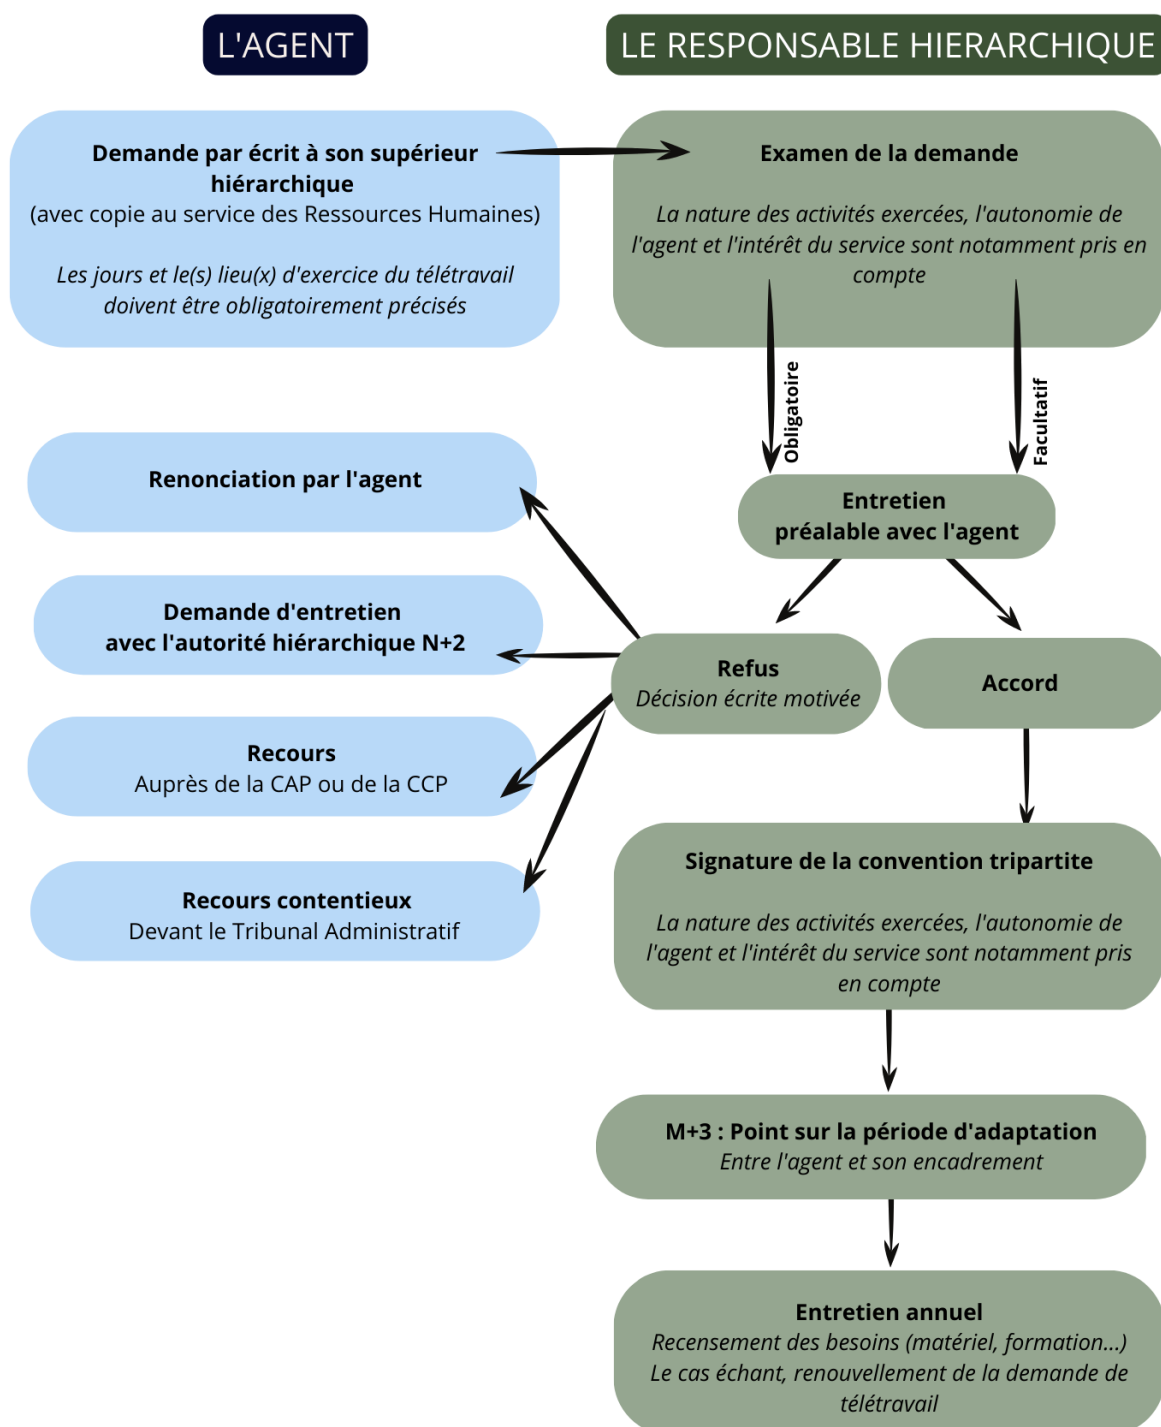 L'AGENT
LE RESPONSABLE HIERARCHIQUE
Demande par écrit à son supérieur
hiérarchique
(avec copie au service des Ressources Humaines)
Les jours et le(s) lieu(x) d'exercice du télétravail
doivent être obligatoirement précisés
Examen de la demande
La nature des activités exercées, l'autonomie de
l'agent et l'intérêt du service sont notamment pris en
compte
Obligatoire
Facultatif
Entretien
préalable avec l'agent
Renonciation par l'agent
Demande d'entretien
avec l'autorité hiérarchique N+2
Refus
Décision écrite motivée
Accord
Recours
Auprès de la CAP ou de la CCP
Recours contentieux
Devant le Tribunal Administratif
Signature de la convention tripartite
La nature des activités exercées, l'autonomie de
l'agent et l'intérêt du service sont notamment pris
en compte
M+3 : Point sur la période d'adaptation
Entre l'agent et son encadrement
Entretien annuel
Recensement des besoins (matériel, formation...)
Le cas échant, renouvellement de la demande de
télétravail